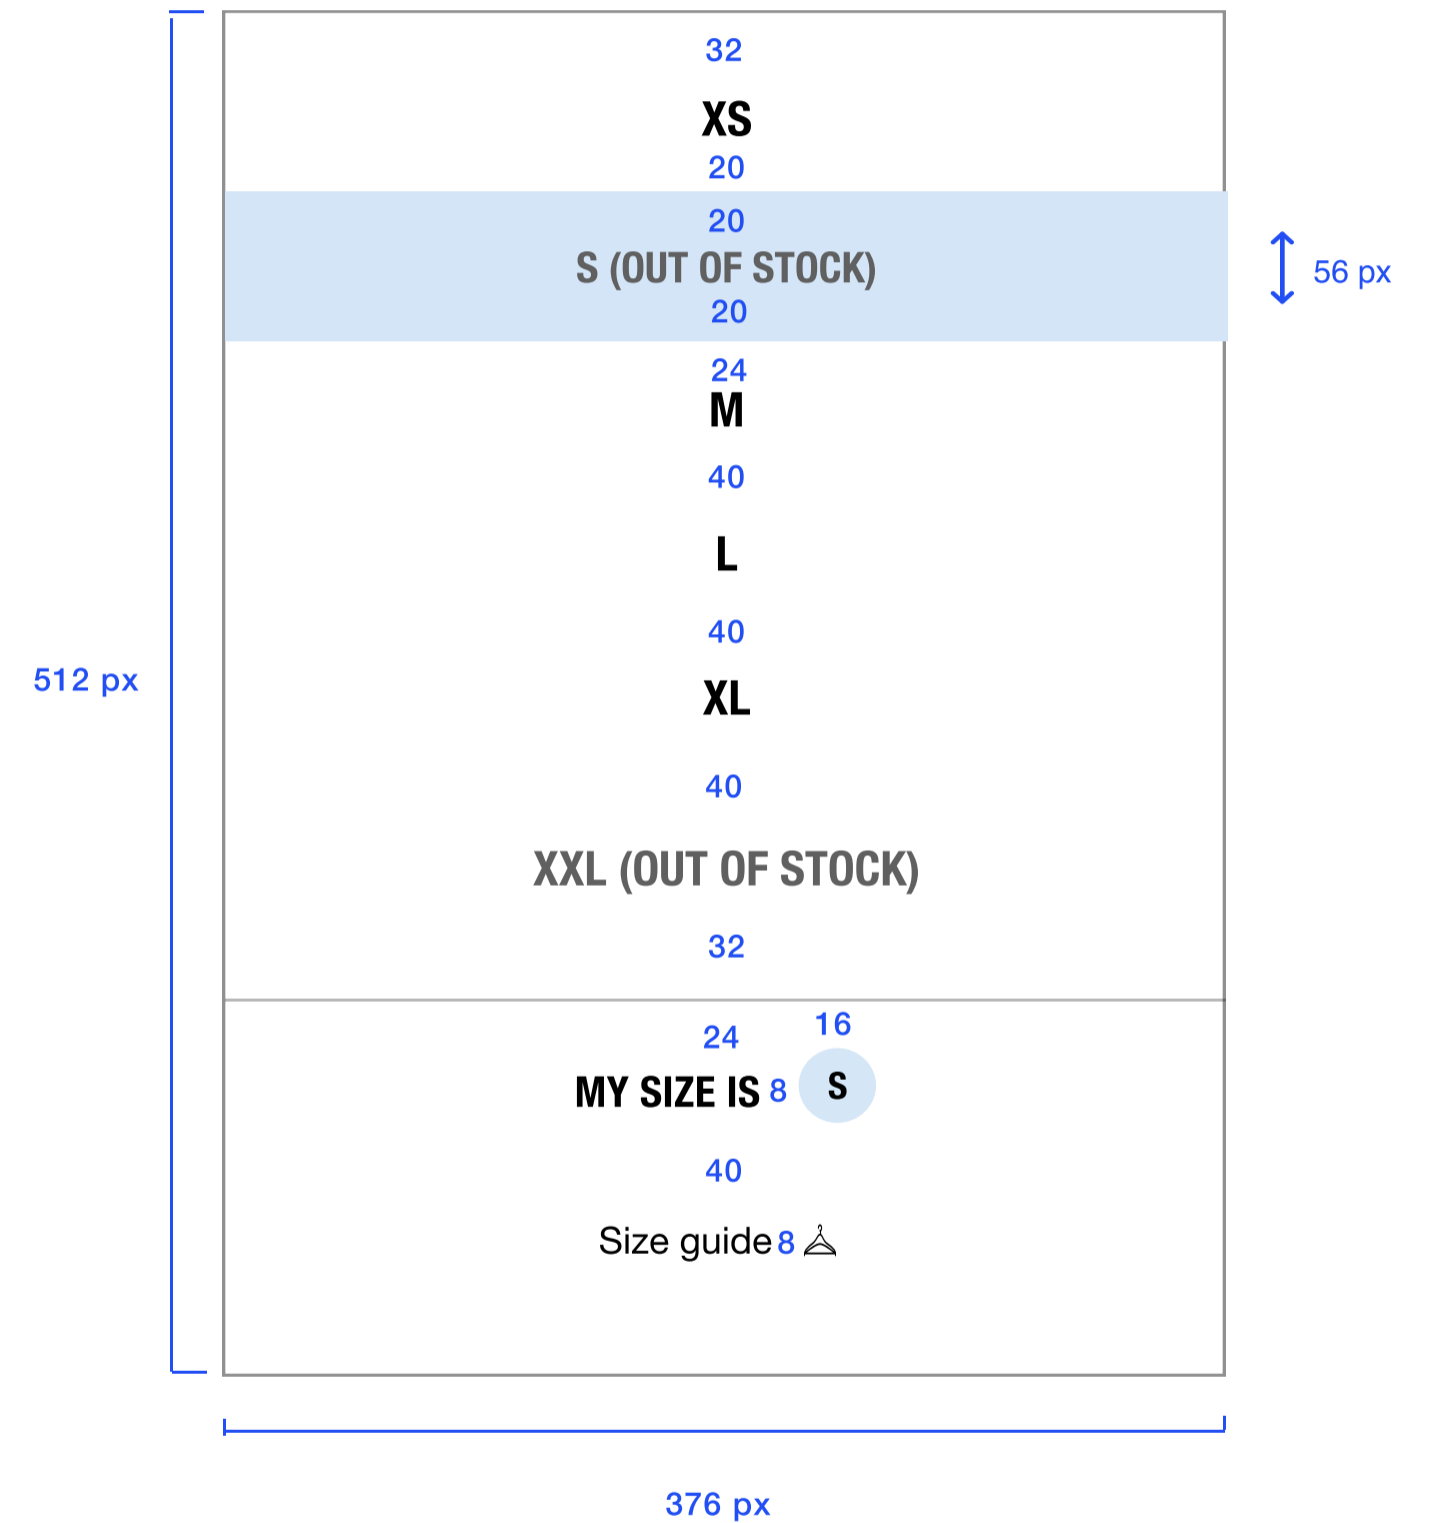 32
XS
20
20
S (OUT OF STOCK)
56 px
20
24
M
40
L
40
512 px
XL
40
XXL (OUT OF STOCK)
32
24 16
MY SIZE IS 8 S
40
Size guide 8
376 px